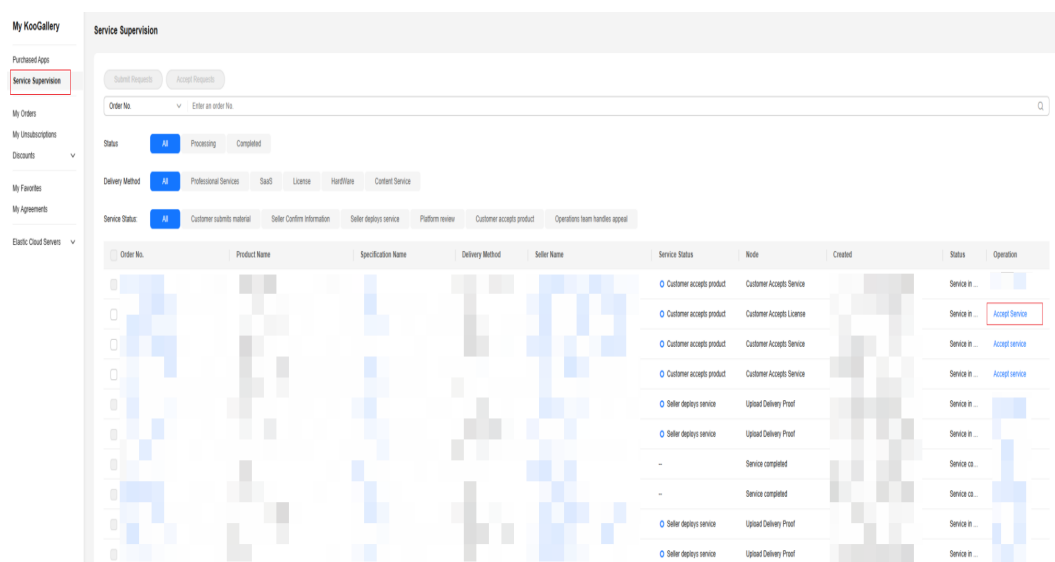 My KooGallery
Purchased Apps
Service Supervision
My Orders
My Unsubscriptions
Discounts
My Favorites
My Agreements
Elastic Cloud Servers
Service Supervision
Submit Requests Accept Requests
Order No. Enter an order No.
Status All Processing Completed
Delivery Method All Professional Services SaaS License HardWare Content Service
Service Status: All Customer submits material Seller Confirm Information Seller deploys service Platform review Customer accepts product Operations team handles appeal
Order No. Product Name Specification Name Delivery Method Seller Name Service Status Node Created Status Operation
Customer accepts product Customer Accepts Service Service in ...
Customer accepts product Customer Accepts License Service in ... Accept Service
Customer accepts product Customer Accepts Service Service in ... Accept service
Customer accepts product Customer Accepts Service Service in ... Accept service
Seller deploys service Upload Delivery Proof Service in ...
Seller deploys service Upload Delivery Proof Service in ...
-- Service completed Service co...
-- Service completed Service co...
Seller deploys service Upload Delivery Proof Service in ...
Seller deploys service Upload Delivery Proof Service in ...